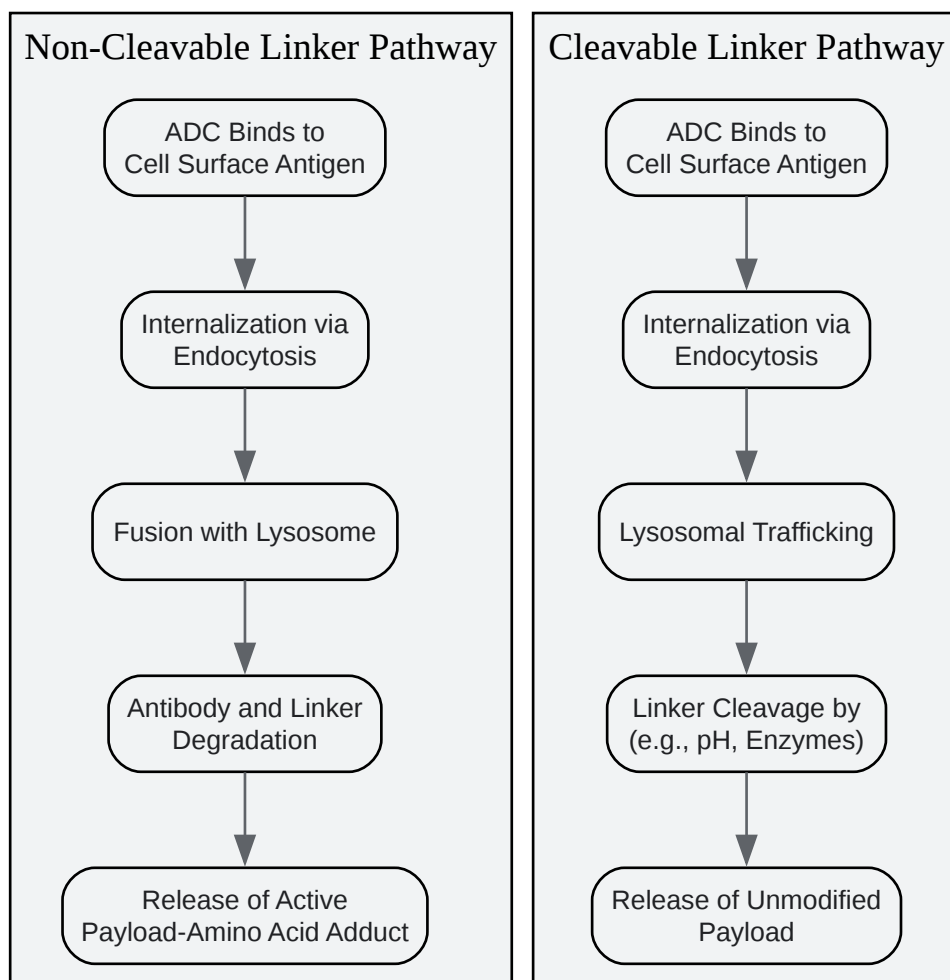 Non-Cleavable Linker Pathway
ADC Binds to
Cell Surface Antigen
Internalization via
Endocytosis
Fusion with Lysosome
Antibody and Linker
Degradation
Release of Active
Payload-Amino Acid Adduct
Cleavable Linker Pathway
ADC Binds to
Cell Surface Antigen
Internalization via
Endocytosis
Lysosomal Trafficking
Linker Cleavage by
(e.g., pH, Enzymes)
Release of Unmodified
Payload